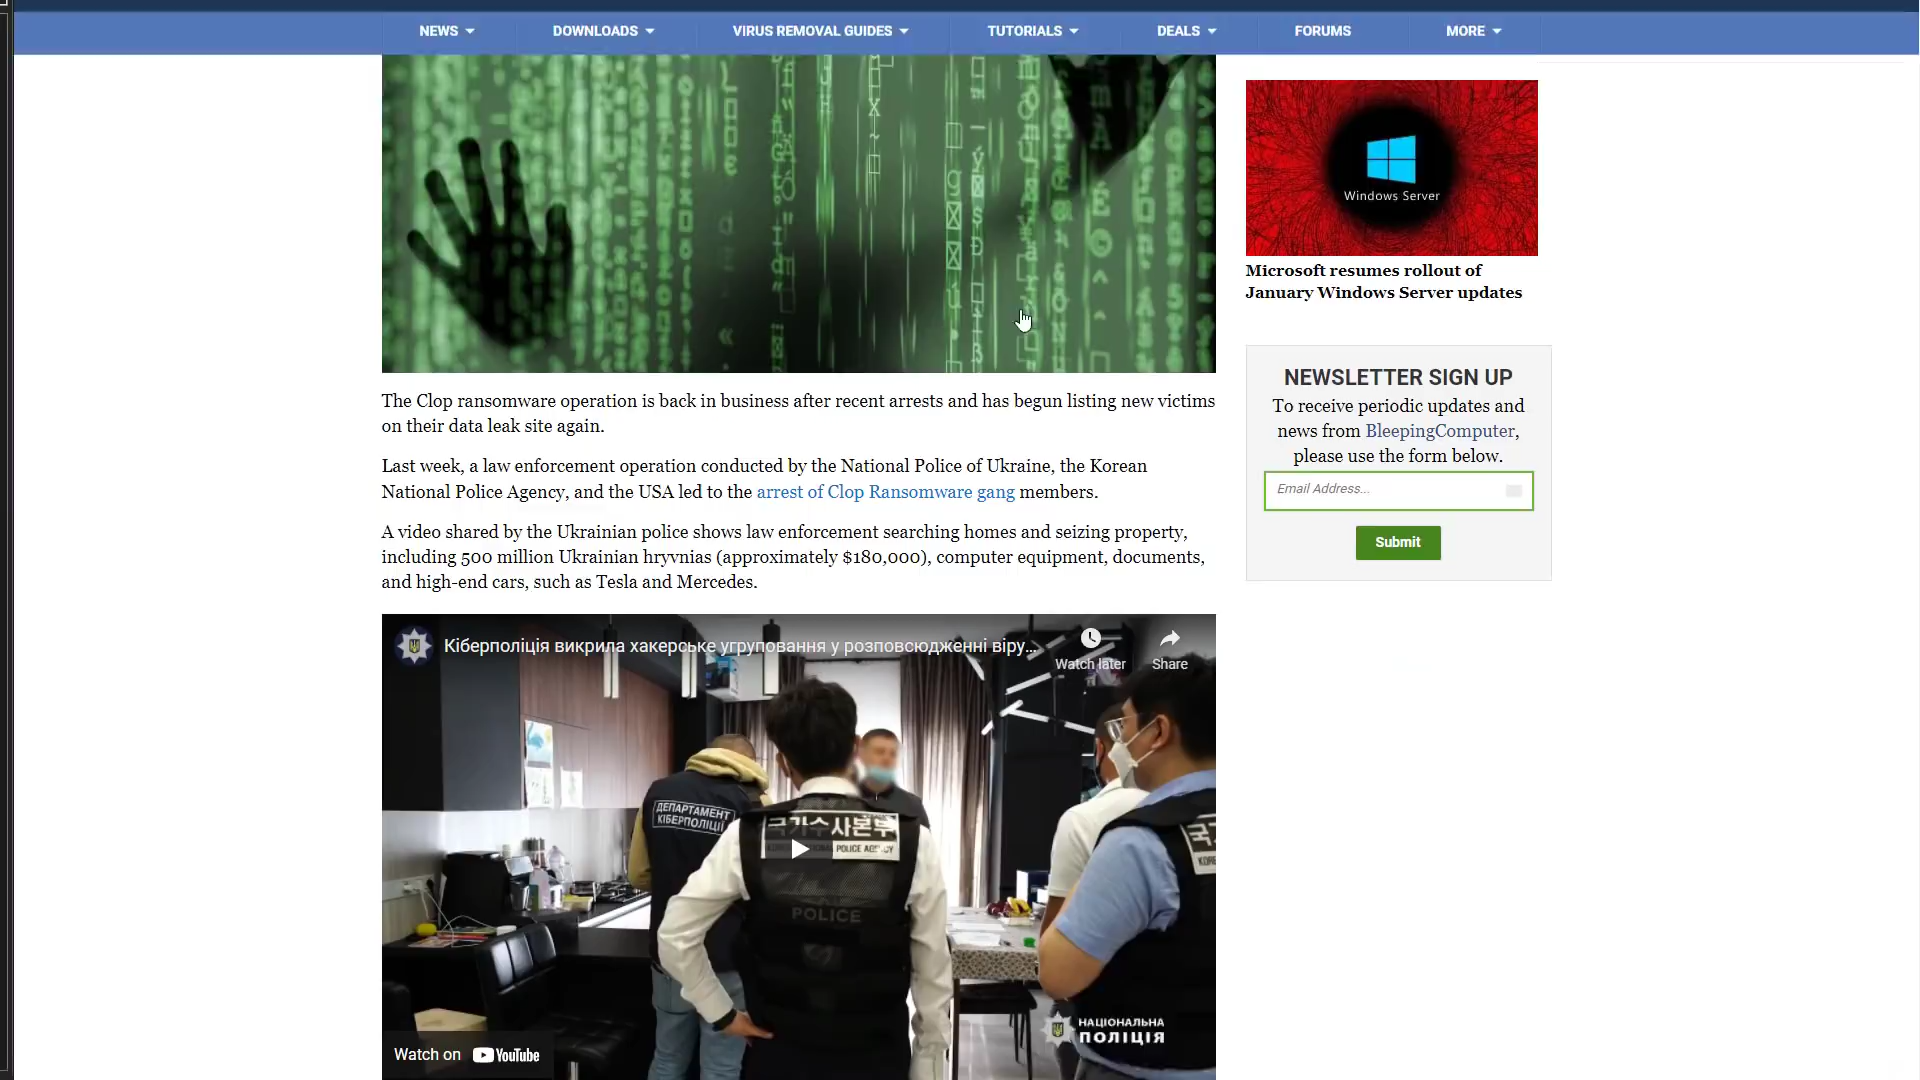 NEWS
DOWNLOADS
VIRUS REMOVAL GUIDES
TUTORIALS
DEALS
FORUMS
MORE
The Clop ransomware operation is back in business after recent arrests and has begun listing new victims
on their data leak site again.
Last week, a law enforcement operation conducted by the National Police of Ukraine, the Korean
National Police Agency, and the USA led to the arrest of Clop Ransomware gang members.
A video shared by the Ukrainian police shows law enforcement searching homes and seizing property,
including 500 million Ukrainian hryvnias (approximately $180,000), computer equipment, documents,
and high-end cars, such as Tesla and Mercedes.
Кіберполіція викрила хакерське угруповання у розповсюдженні віру...
Watch later
Share
ДЕПАРТАМЕНТ
КІБЕРПОЛІЦІЇ
국가수사본부
POLICE AGENCY
POLICE
НАЦІОНАЛЬНА
ПОЛІЦІЯ
Watch on YouTube
Windows Server
Microsoft resumes rollout of
January Windows Server updates
NEWSLETTER SIGN UP
To receive periodic updates and
news from BleepingComputer,
please use the form below.
Email Address...
Submit